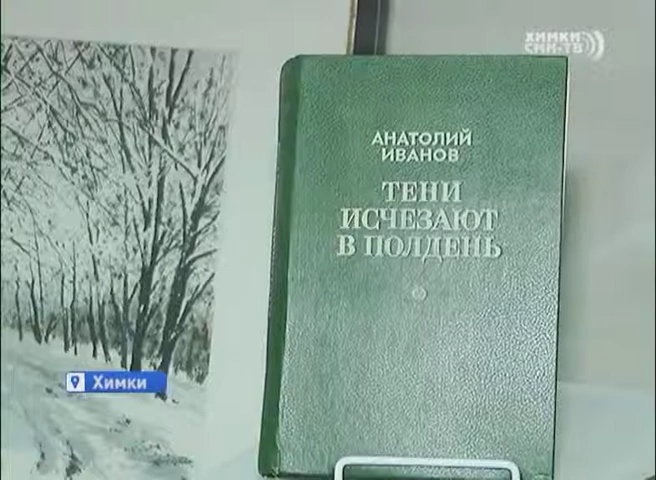 ХИМКИ
СМИ-ТВ
АНАТОЛИЙ
ИВАНОВ
ТЕНИ
ИСЧЕЗАЮТ
В ПОЛДЕНЬ
Химки